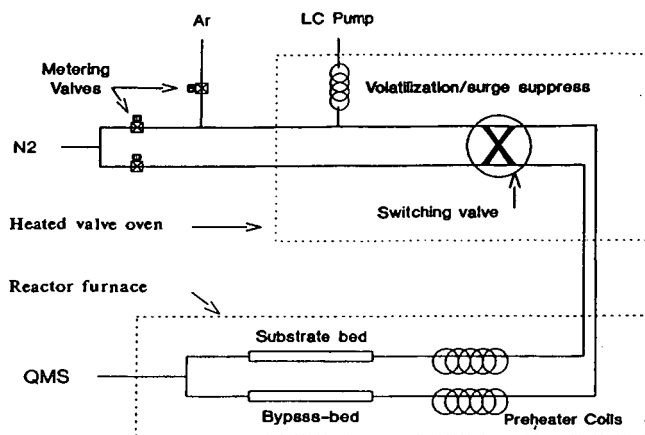 Ar
LC Pump
Metering
Valves
Volatilization/surge suppress
N2
Switching valve
Heated valve oven
Reactor furnace
Substrate bed
QMS
Bypass-bed
Preheater Coils